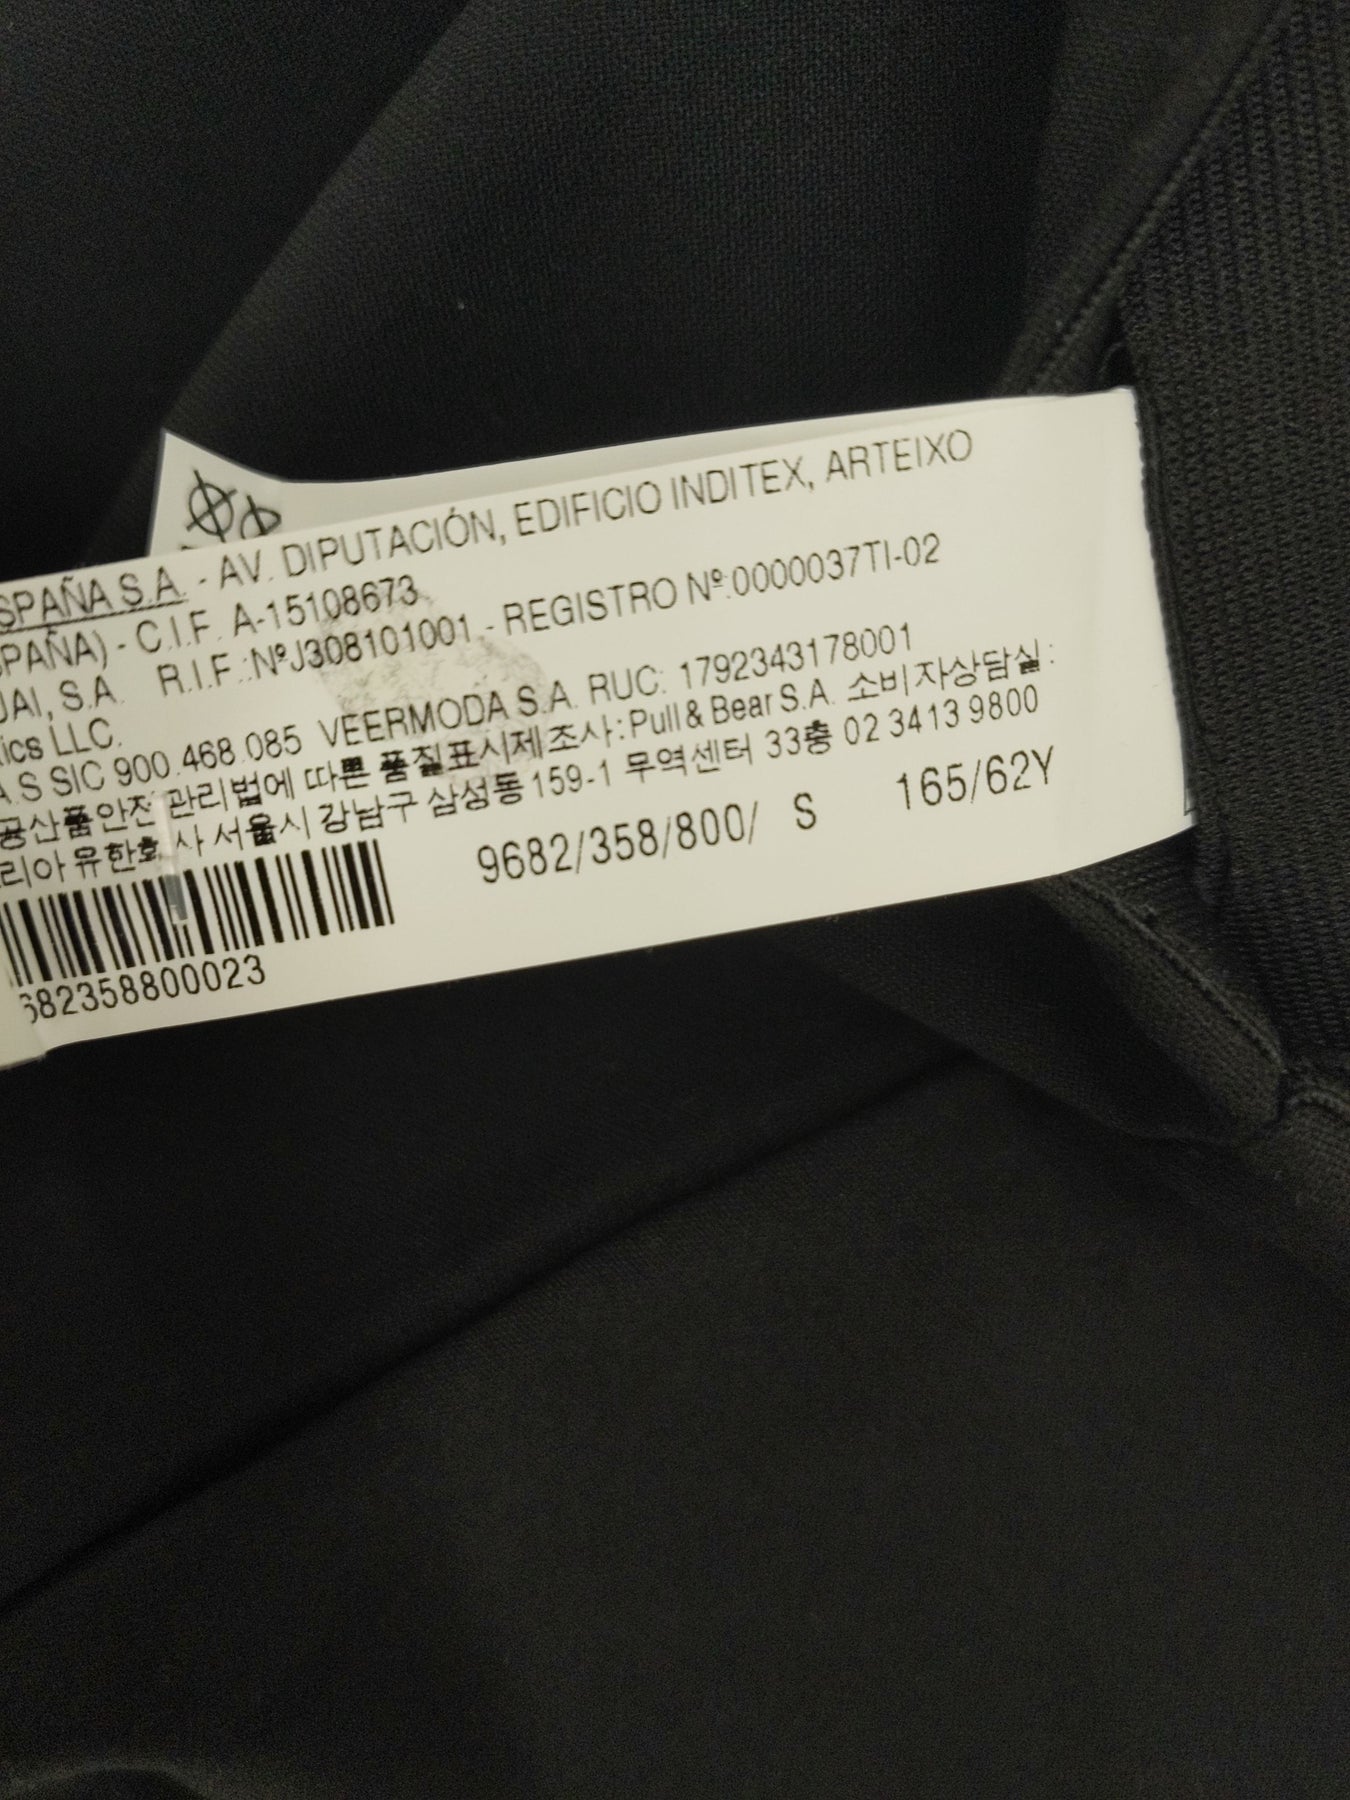 SPAÑA S.A. - AV. DIPUTACIÓN, EDIFICIO INDITEX, ARTEIXO
SPAÑA) - C.I.F. A-15108673
JAI, S.A. R.I.F.:NºJ308101001 - REGISTRO Nº:0000037TI-02
tics LLC.
A.S SIC 900.468.085 VEERMODA S.A. RUC: 1792343178001
공산품안전 관리법에 따른 품질표시제조사:Pull & Bear S.A. 소비자상담실:
리아 유한회사 서울시 강남구 삼성동 159-1 무역센터 33층 02 3413 9800
9682/358/800/ S 165/62Y
682358800023